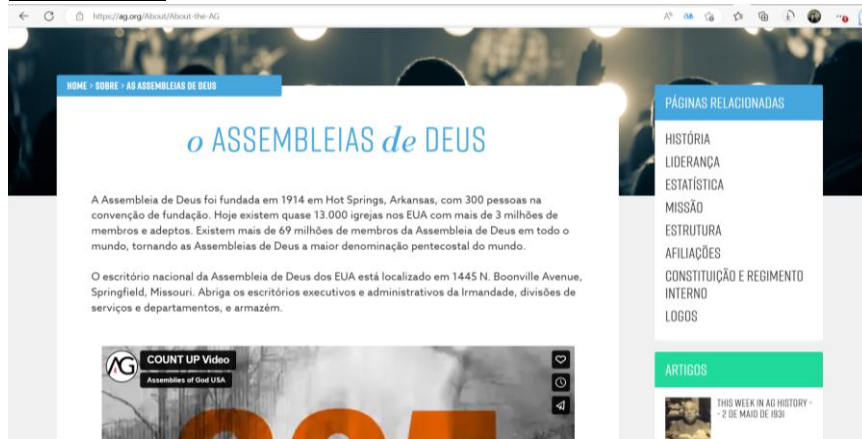 https://ag.org/About/About-the-AG
HOME > SOBRE > AS ASSEMBLEIAS DE DEUS
o ASSEMBLEIAS de DEUS
A Assembleia de Deus foi fundada em 1914 em Hot Springs, Arkansas, com 300 pessoas na
convenção de fundação. Hoje existem quase 13.000 igrejas nos EUA com mais de 3 milhões de
membros e adeptos. Existem mais de 69 milhões de membros da Assembleia de Deus em todo o
mundo, tornando as Assembleias de Deus a maior denominação pentecostal do mundo.
O escritório nacional da Assembleia de Deus dos EUA está localizado em 1445 N. Boonville Avenue,
Springfield, Missouri. Abriga os escritórios executivos e administrativos da Irmandade, divisões de
serviços e departamentos, e armazém.
AG
COUNT UP Video
Assemblies of God USA
PÁGINAS RELACIONADAS
HISTÓRIA
LIDERANÇA
ESTATÍSTICA
MISSÃO
ESTRUTURA
AFILIAÇÕES
CONSTITUIÇÃO E REGIMENTO
INTERNO
LOGOS
ARTIGOS
THIS WEEK IN AG HISTORY -
- 2 DE MAIO DE 1931